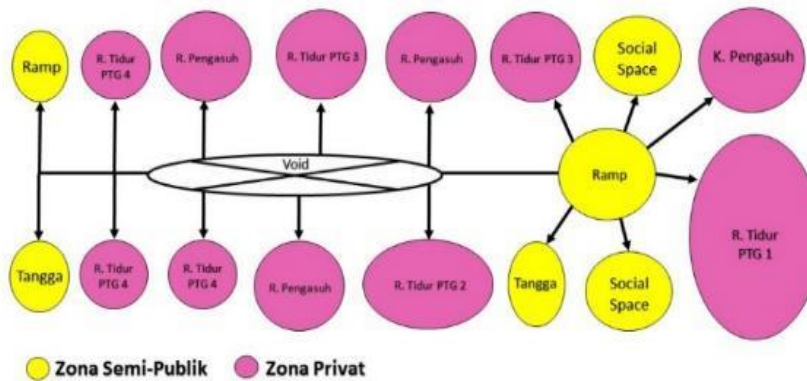 Ramp
R. Tidur
PTG 4
R. Pengasuh
R. Tidur PTG 3
R. Pengasuh
R. Tidur PTG 3
Social
Space
K. Pengasuh
Void
Ramp
R. Tidur
PTG 1
Tangga
R. Tidur
PTG 4
R. Tidur
PTG 4
R. Pengasuh
R. Tidur PTG 2
Tangga
Social
Space
Zona Semi-Publik
Zona Privat